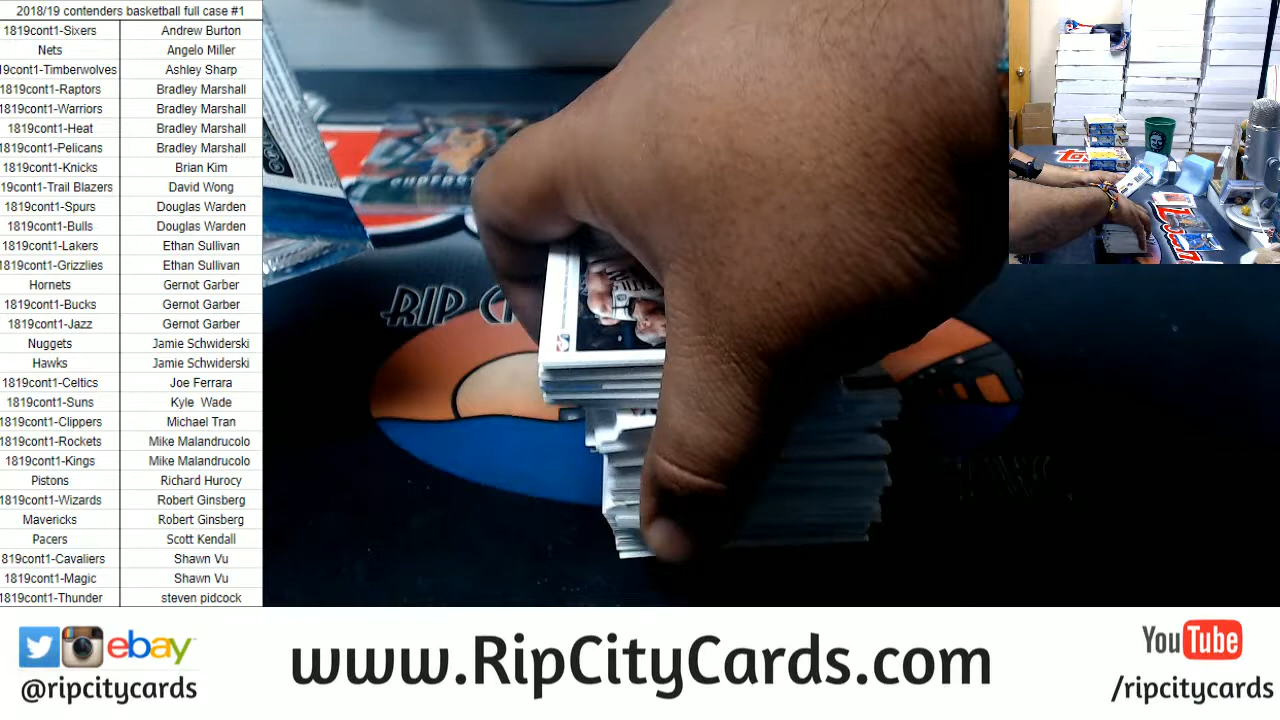 2018/19 contenders basketball full case #1
1819cont1-Sixers Andrew Burton
Nets Angelo Miller
19cont1-Timberwolves Ashley Sharp
1819cont1-Raptors Bradley Marshall
1819cont1-Warriors Bradley Marshall
1819cont1-Heat Bradley Marshall
1819cont1-Pelicans Bradley Marshall
1819cont1-Knicks Brian Kim
19cont1-Trail Blazers David Wong
1819cont1-Spurs Douglas Warden
1819cont1-Bulls Douglas Warden
1819cont1-Lakers Ethan Sullivan
1819cont1-Grizzlies Ethan Sullivan
Hornets Gernot Garber
1819cont1-Bucks Gernot Garber
1819cont1-Jazz Gernot Garber
Nuggets Jamie Schwiderski
Hawks Jamie Schwiderski
1819cont1-Celtics Joe Ferrara
1819cont1-Suns Kyle Wade
1819cont1-Clippers Michael Tran
1819cont1-Rockets Mike Malandrucolo
1819cont1-Kings Mike Malandrucolo
Pistons Richard Hurocy
1819cont1-Wizards Robert Ginsberg
Mavericks Robert Ginsberg
Pacers Scott Kendall
819cont1-Cavaliers Shawn Vu
1819cont1-Magic Shawn Vu
1819cont1-Thunder steven pidcock
RIP C
ebay
@ripcitycards
www.RipCityCards.com
YouTube
/ripcitycards